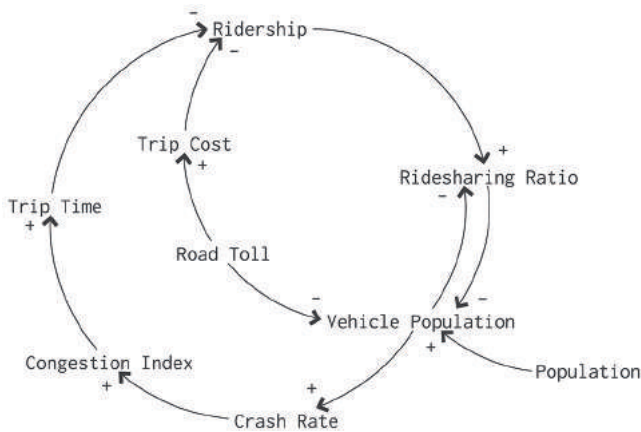 - Ridership
-
Trip Cost
+
+
Ridesharing Ratio
-
Trip Time
+
Road Toll
-
-
Vehicle Population
+
Congestion Index
+
+
Population
Crash Rate